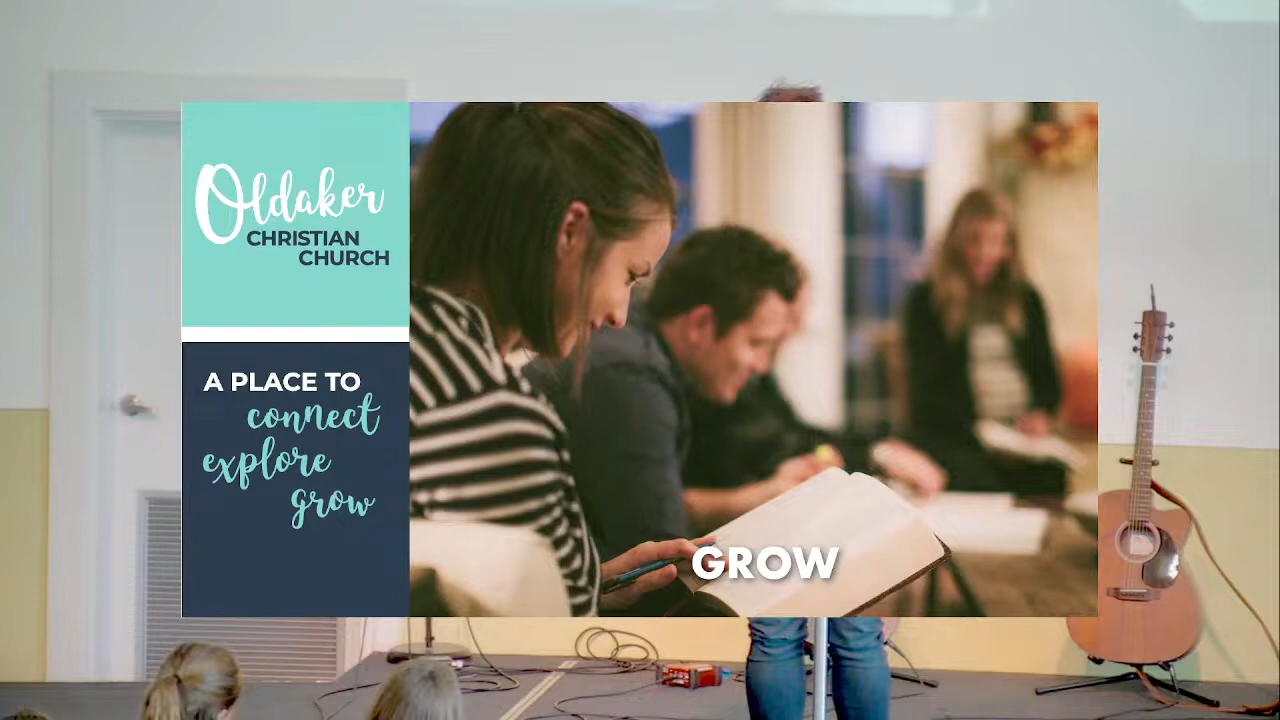 Oldaker
CHRISTIAN
CHURCH
A PLACE TO
connect
explore
grow
GROW